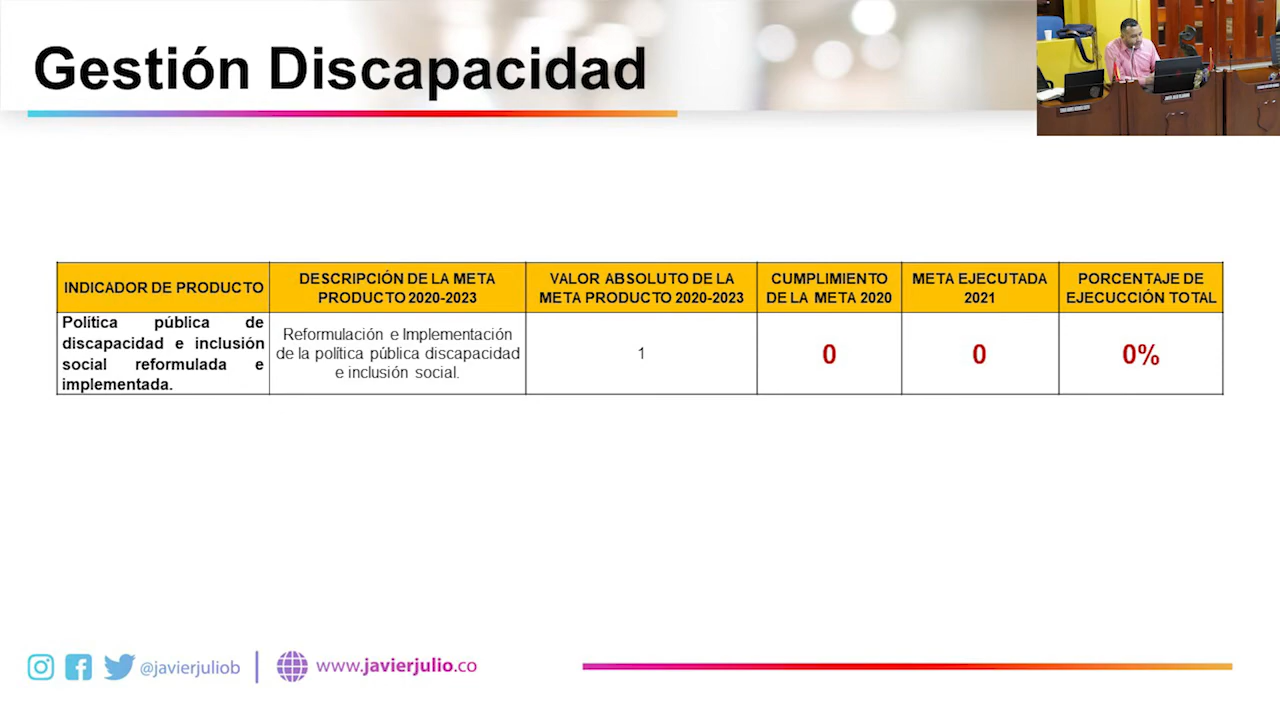 Gestión Discapacidad
INDICADOR DE PRODUCTO
DESCRIPCIÓN DE LA META
PRODUCTO 2020-2023
VALOR ABSOLUTO DE LA
META PRODUCTO 2020-2023
CUMPLIMIENTO
DE LA META 2020
META EJECUTADA
2021
PORCENTAJE DE
EJECUCCIÓN TOTAL
Política pública de
discapacidad e inclusión
social reformulada e
implementada.
Reformulación e Implementación
de la política pública discapacidad
e inclusión social.
1
0
0
0%
@javierjuliob
www.javierjulio.co